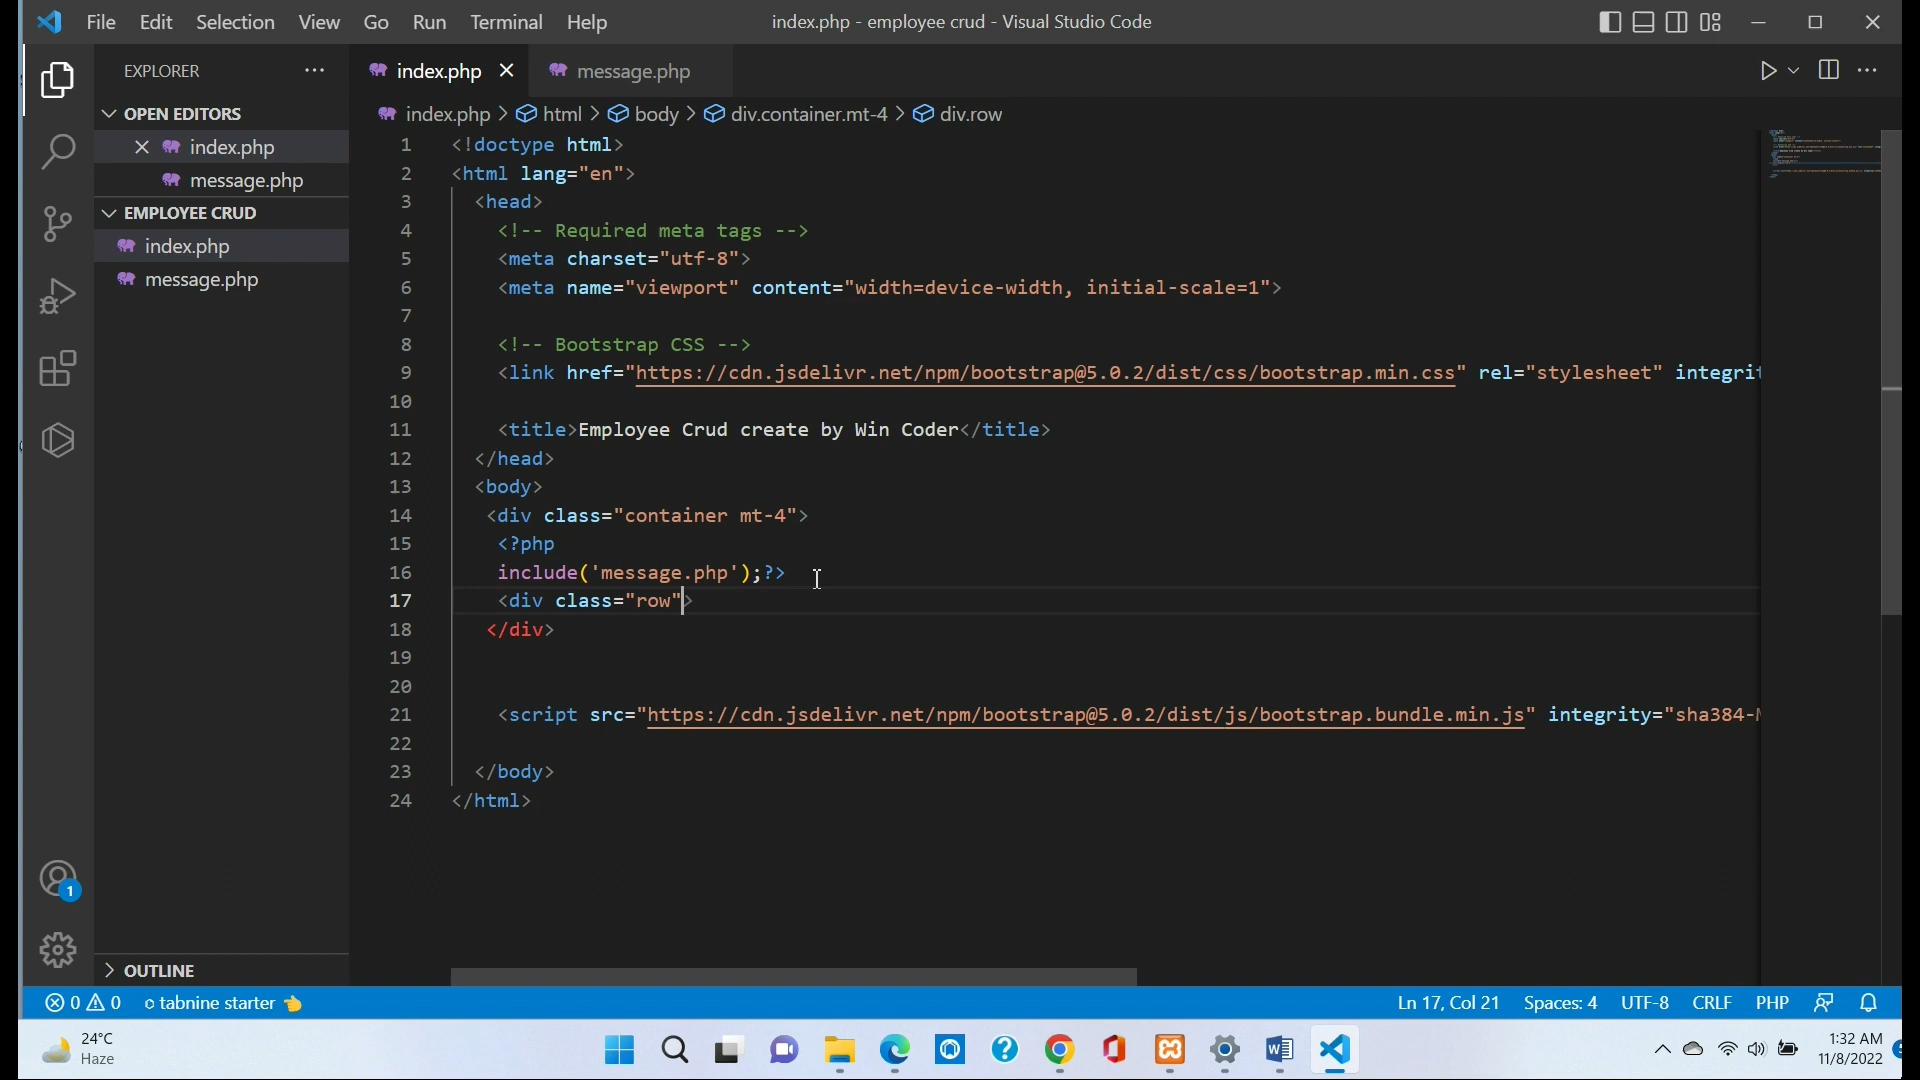 File Edit Selection View Go Run Terminal Help
index.php - employee crud - Visual Studio Code
EXPLORER
OPEN EDITORS
index.php
message.php
EMPLOYEE CRUD
index.php
message.php
OUTLINE
index.php
message.php
index.php > html > body > div.container.mt-4 > div.row
1 <!doctype html>
2 <html lang="en">
3 <head>
4 <!-- Required meta tags -->
5 <meta charset="utf-8">
6 <meta name="viewport" content="width=device-width, initial-scale=1">
7
8 <!-- Bootstrap CSS -->
9 <link href="https://cdn.jsdelivr.net/npm/bootstrap@5.0.2/dist/css/bootstrap.min.css" rel="stylesheet" integrit
10
11 <title>Employee Crud create by Win Coder</title>
12 </head>
13 <body>
14 <div class="container mt-4">
15 <?php
16 include('message.php');?>
17 <div class="row">
18 </div>
19
20
21 <script src="https://cdn.jsdelivr.net/npm/bootstrap@5.0.2/dist/js/bootstrap.bundle.min.js" integrity="sha384-M
22
23 </body>
24 </html>
1
0 0 tabnine starter
Ln 17, Col 21 Spaces: 4 UTF-8 CRLF PHP
24°C
Haze
1:32 AM
11/8/2022